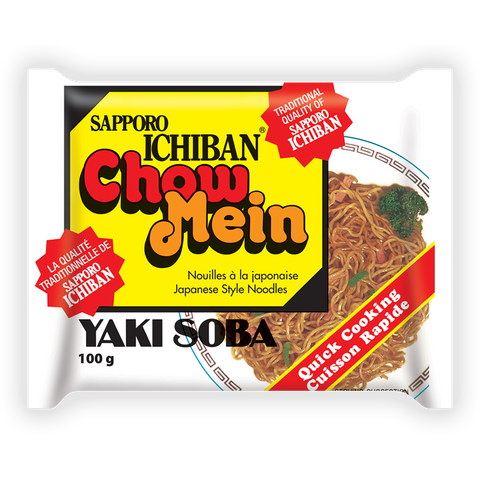 SAPPORO
ICHIBAN®
Chow
Mein
Nouilles à la japonaise
Japanese Style Noodles
TRADITIONAL
QUALITY OF
SAPPORO
ICHIBAN
LA QUALITÉ
TRADITIONNELLE DE
SAPPORO
ICHIBAN
YAKI SOBA
100 g
Quick Cooking
Cuisson Rapide
SUGGESTION